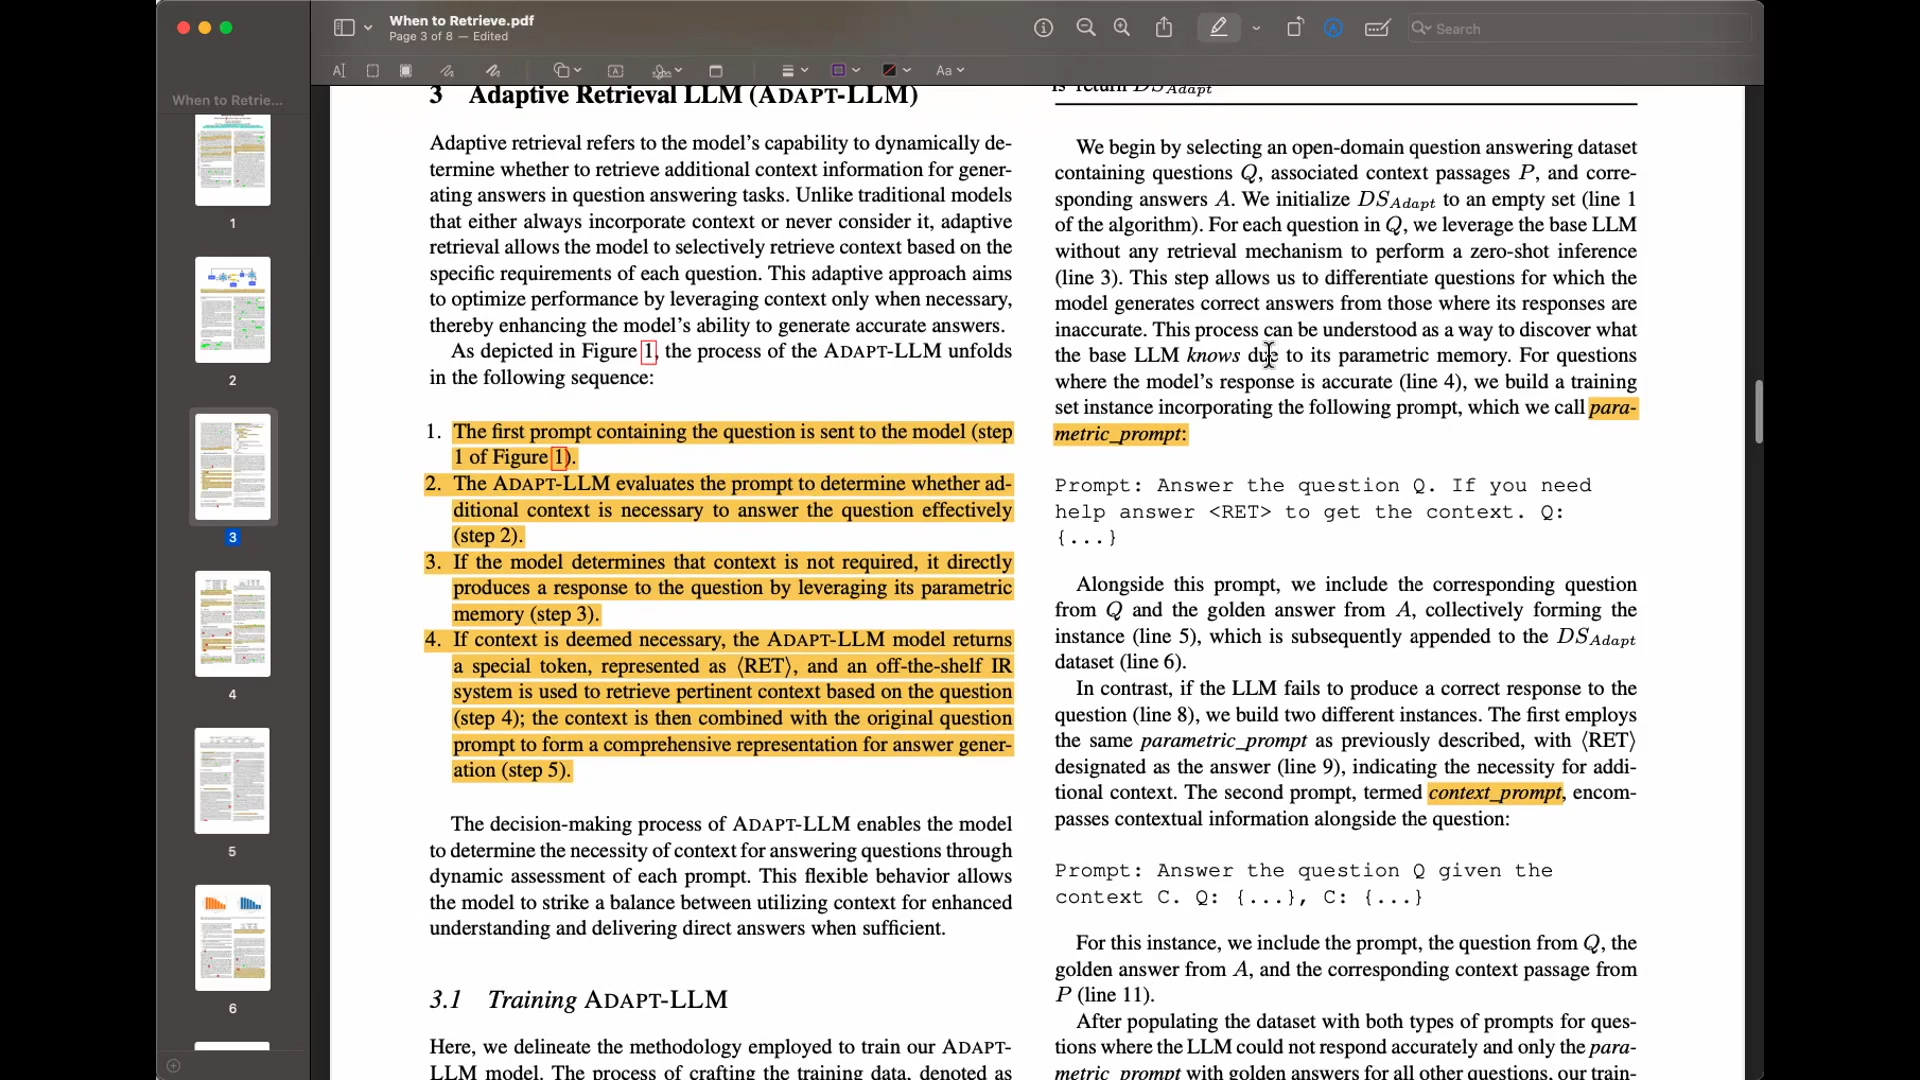 When to Retrieve.pdf
Page 3 of 8 — Edited
Search
Aa
When to Retrie...
1
2
3
4
5
6
3 Adaptive Retrieval LLM (ADAPT-LLM)
Adaptive retrieval refers to the model's capability to dynamically de-
termine whether to retrieve additional context information for gener-
ating answers in question answering tasks. Unlike traditional models
that either always incorporate context or never consider it, adaptive
retrieval allows the model to selectively retrieve context based on the
specific requirements of each question. This adaptive approach aims
to optimize performance by leveraging context only when necessary,
thereby enhancing the model's ability to generate accurate answers.
As depicted in Figure 1, the process of the ADAPT-LLM unfolds
in the following sequence:
1. The first prompt containing the question is sent to the model (step
1 of Figure 1).
2. The ADAPT-LLM evaluates the prompt to determine whether ad-
ditional context is necessary to answer the question effectively
(step 2).
3. If the model determines that context is not required, it directly
produces a response to the question by leveraging its parametric
memory (step 3).
4. If context is deemed necessary, the ADAPT-LLM model returns
a special token, represented as ⟨RET⟩, and an off-the-shelf IR
system is used to retrieve pertinent context based on the question
(step 4); the context is then combined with the original question
prompt to form a comprehensive representation for answer gener-
ation (step 5).
The decision-making process of ADAPT-LLM enables the model
to determine the necessity of context for answering questions through
dynamic assessment of each prompt. This flexible behavior allows
the model to strike a balance between utilizing context for enhanced
understanding and delivering direct answers when sufficient.
3.1 Training ADAPT-LLM
Here, we delineate the methodology employed to train our ADAPT-
LLM model. The process of crafting the training data, denoted as
return DS_Adapt
We begin by selecting an open-domain question answering dataset
containing questions Q, associated context passages P, and corre-
sponding answers A. We initialize DS_Adapt to an empty set (line 1
of the algorithm). For each question in Q, we leverage the base LLM
without any retrieval mechanism to perform a zero-shot inference
(line 3). This step allows us to differentiate questions for which the
model generates correct answers from those where its responses are
inaccurate. This process can be understood as a way to discover what
the base LLM knows due to its parametric memory. For questions
where the model's response is accurate (line 4), we build a training
set instance incorporating the following prompt, which we call para-
metric_prompt:
Prompt: Answer the question Q. If you need
help answer <RET> to get the context. Q:
{...}
Alongside this prompt, we include the corresponding question
from Q and the golden answer from A, collectively forming the
instance (line 5), which is subsequently appended to the DS_Adapt
dataset (line 6).
In contrast, if the LLM fails to produce a correct response to the
question (line 8), we build two different instances. The first employs
the same parametric_prompt as previously described, with ⟨RET⟩
designated as the answer (line 9), indicating the necessity for addi-
tional context. The second prompt, termed context_prompt, encom-
passes contextual information alongside the question:
Prompt: Answer the question Q given the
context C. Q: {...}, C: {...}
For this instance, we include the prompt, the question from Q, the
golden answer from A, and the corresponding context passage from
P (line 11).
After populating the dataset with both types of prompts for ques-
tions where the LLM could not respond accurately and only the para-
metric_prompt with golden answers for all other questions, our train-